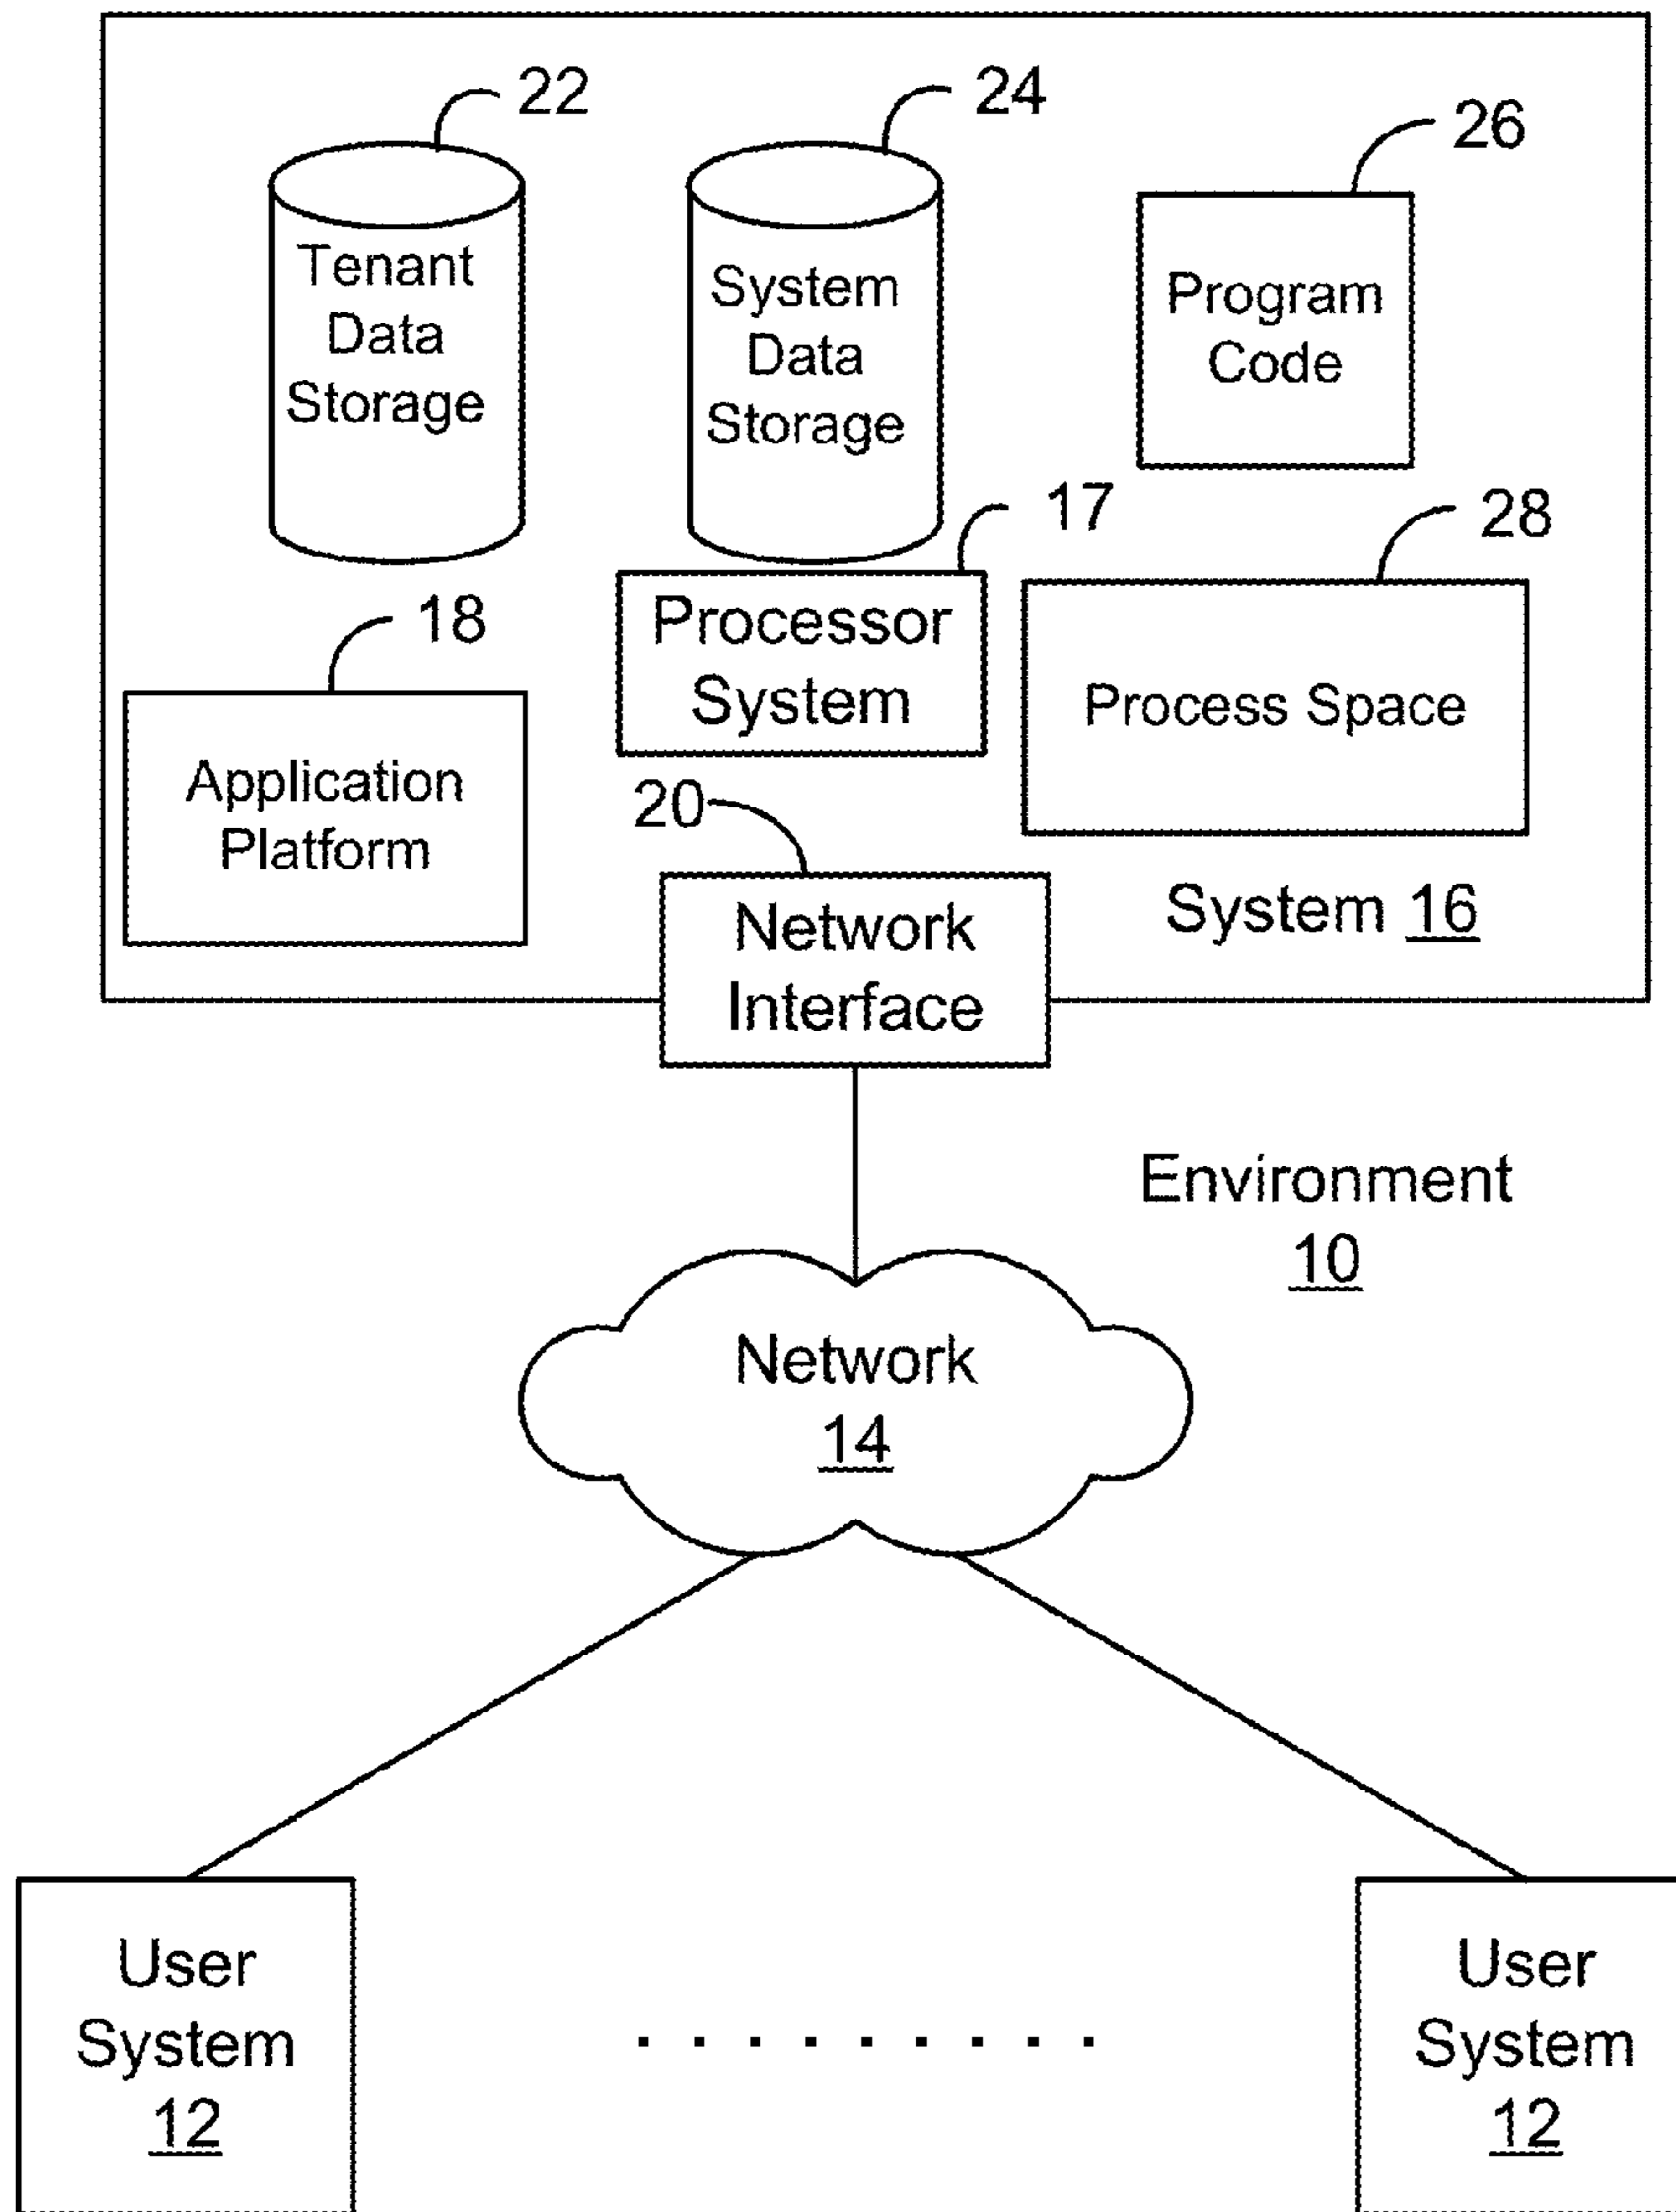 22
24
26
Tenant
Data
Storage
System
Data
Storage
Program
Code
17
28
18
Processor
System
Process Space
Application
Platform
20
Network
Interface
System 16
Environment
10
Network
14
User
System
12
. . . . . . . . .
User
System
12